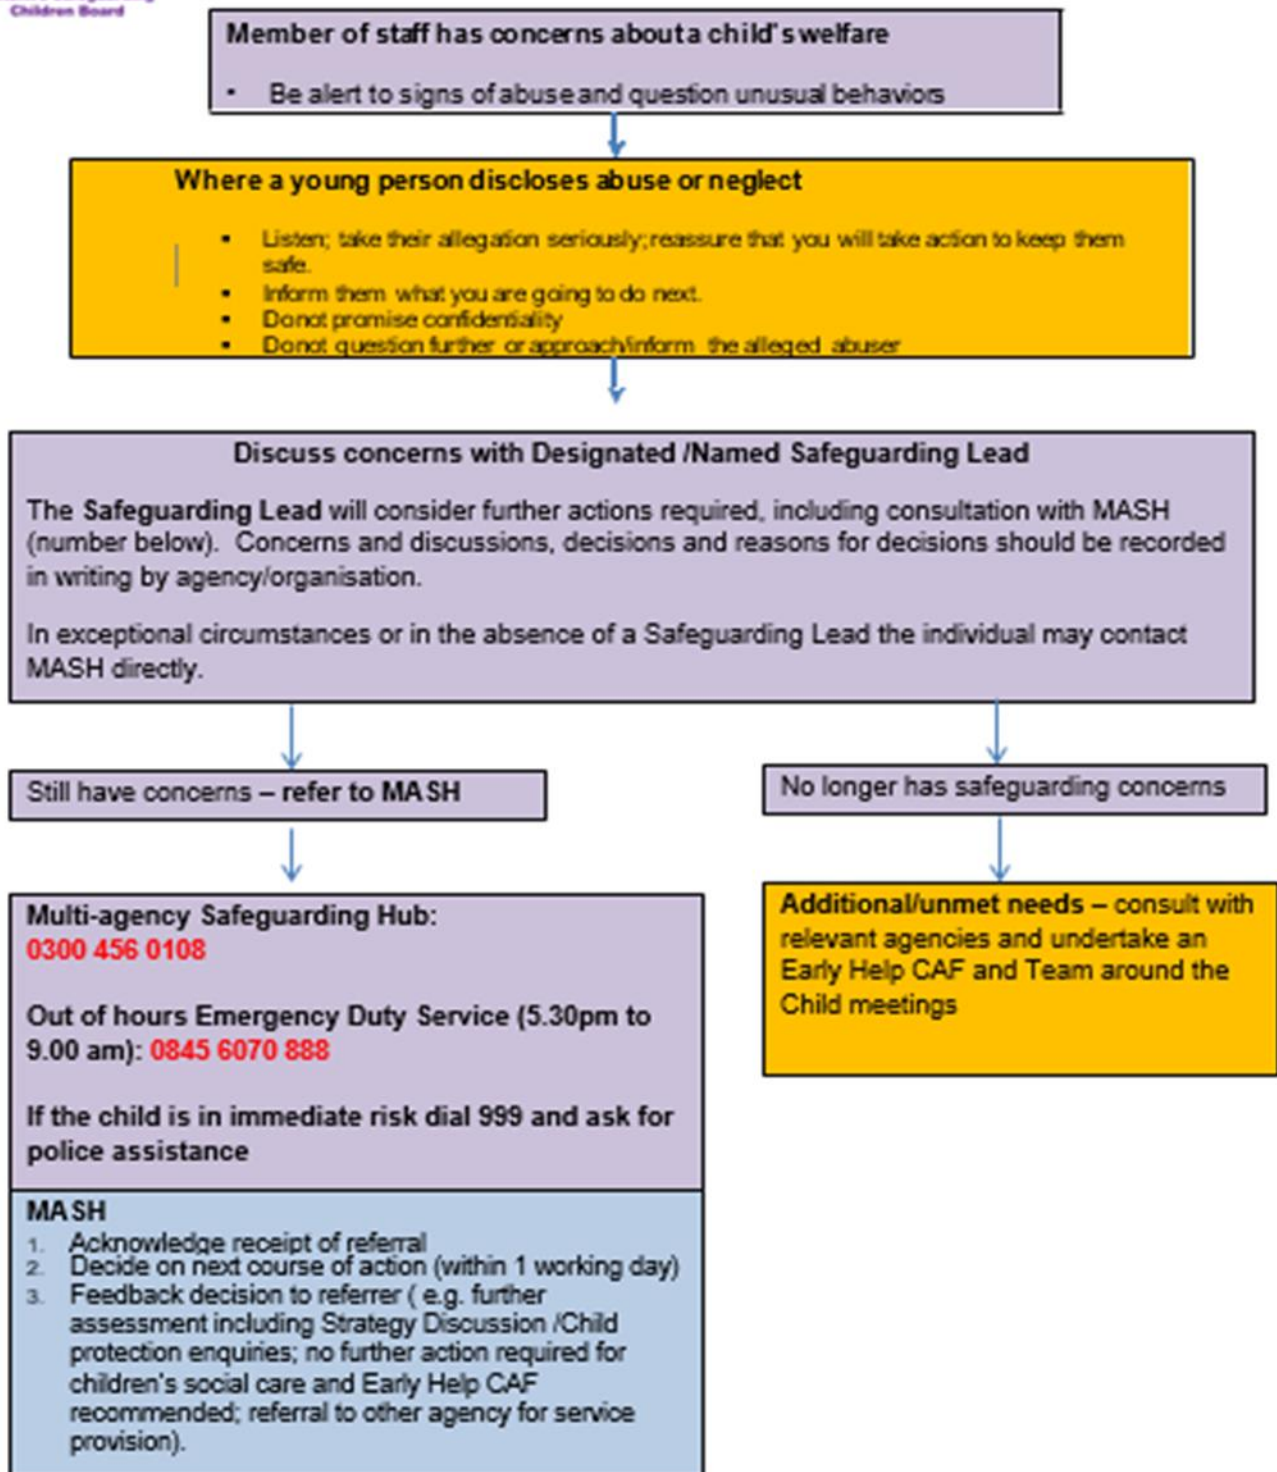 Children Board
Member of staff has concerns about a child's welfare
• Be alert to signs of abuse and question unusual behaviors
Where a young person discloses abuse or neglect
▪ Listen; take their allegation seriously; reassure that you will take action to keep them
safe.
▪ Inform them what you are going to do next.
▪ Do not promise confidentiality
▪ Do not question further or approach/inform the alleged abuser
Discuss concerns with Designated /Named Safeguarding Lead
The Safeguarding Lead will consider further actions required, including consultation with MASH
(number below). Concerns and discussions, decisions and reasons for decisions should be recorded
in writing by agency/organisation.
In exceptional circumstances or in the absence of a Safeguarding Lead the individual may contact
MASH directly.
Still have concerns – refer to MASH
No longer has safeguarding concerns
Multi-agency Safeguarding Hub:
0300 456 0108
Out of hours Emergency Duty Service (5.30pm to
9.00 am): 0845 6070 888
If the child is in immediate risk dial 999 and ask for
police assistance
Additional/unmet needs – consult with
relevant agencies and undertake an
Early Help CAF and Team around the
Child meetings
MASH
1. Acknowledge receipt of referral
2. Decide on next course of action (within 1 working day)
3. Feedback decision to referrer ( e.g. further
assessment including Strategy Discussion /Child
protection enquiries; no further action required for
children's social care and Early Help CAF
recommended; referral to other agency for service
provision).